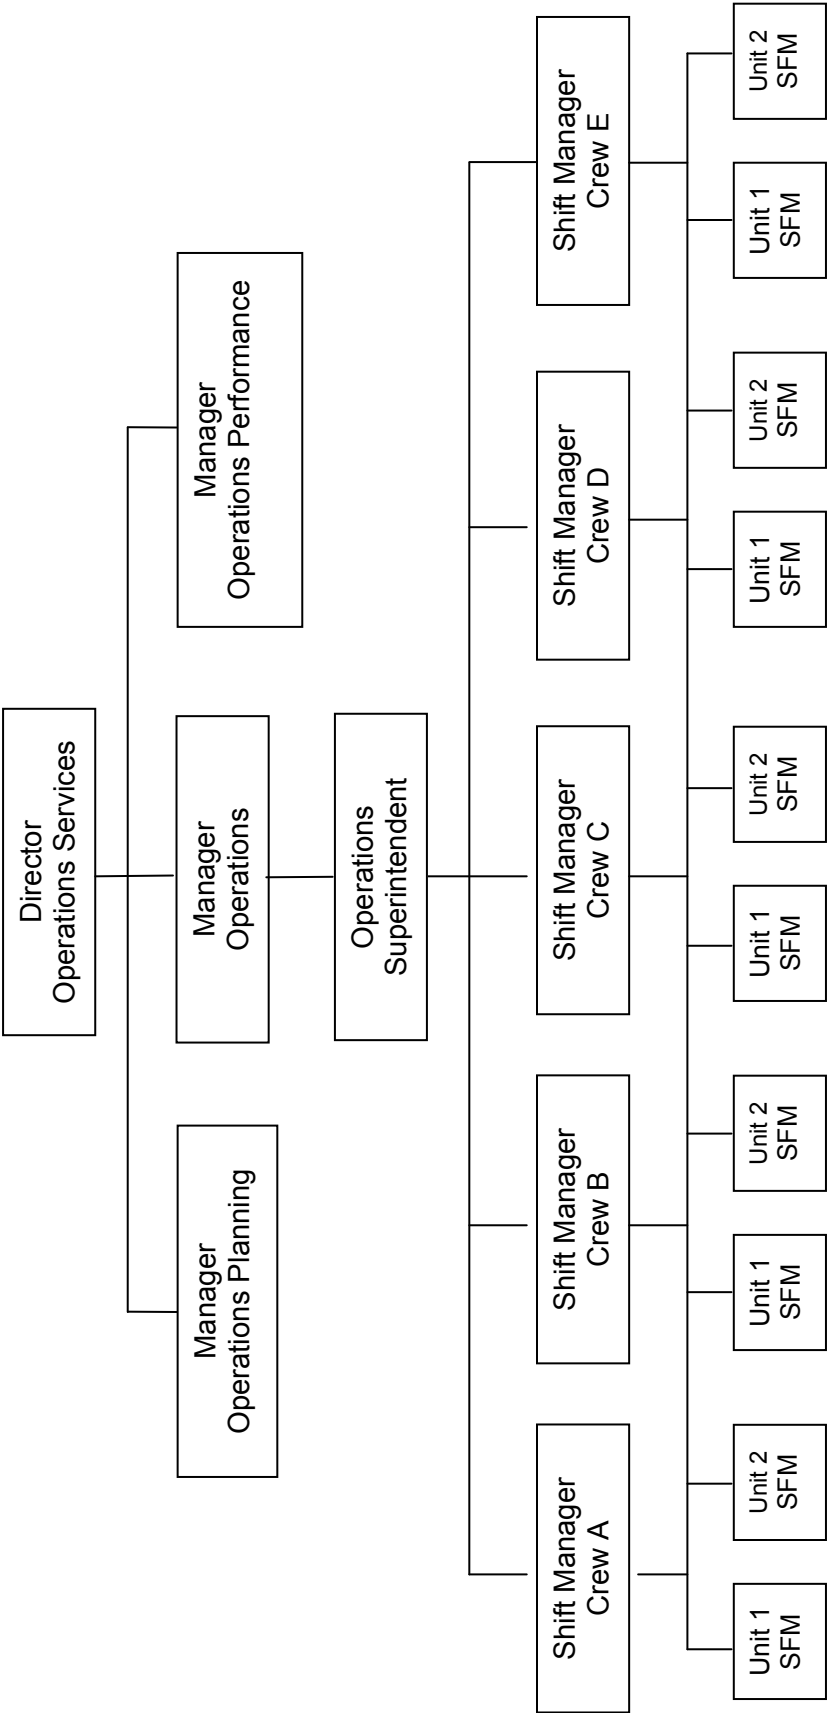 Director
Operations Services
Manager
Operations Planning
Manager
Operations
Manager
Operations Performance
Operations
Superintendent
Shift Manager
Crew A
Shift Manager
Crew B
Shift Manager
Crew C
Shift Manager
Crew D
Shift Manager
Crew E
Unit 1
SFM
Unit 2
SFM
Unit 1
SFM
Unit 2
SFM
Unit 1
SFM
Unit 2
SFM
Unit 1
SFM
Unit 2
SFM
Unit 1
SFM
Unit 2
SFM